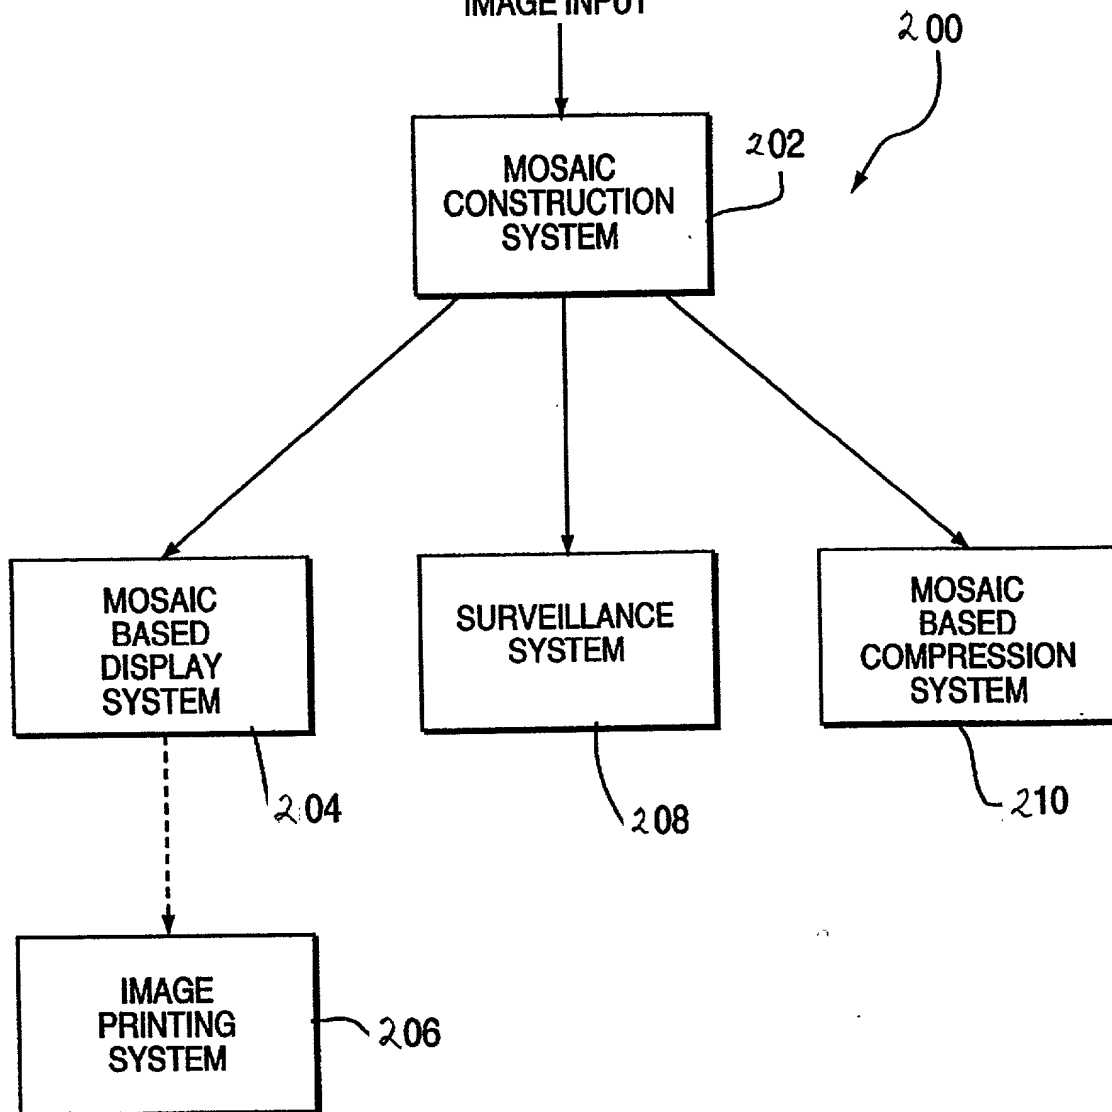 IMAGE INPUT
200
202
MOSAIC
CONSTRUCTION
SYSTEM
MOSAIC
BASED
DISPLAY
SYSTEM
204
SURVEILLANCE
SYSTEM
208
MOSAIC
BASED
COMPRESSION
SYSTEM
210
IMAGE
PRINTING
SYSTEM
206